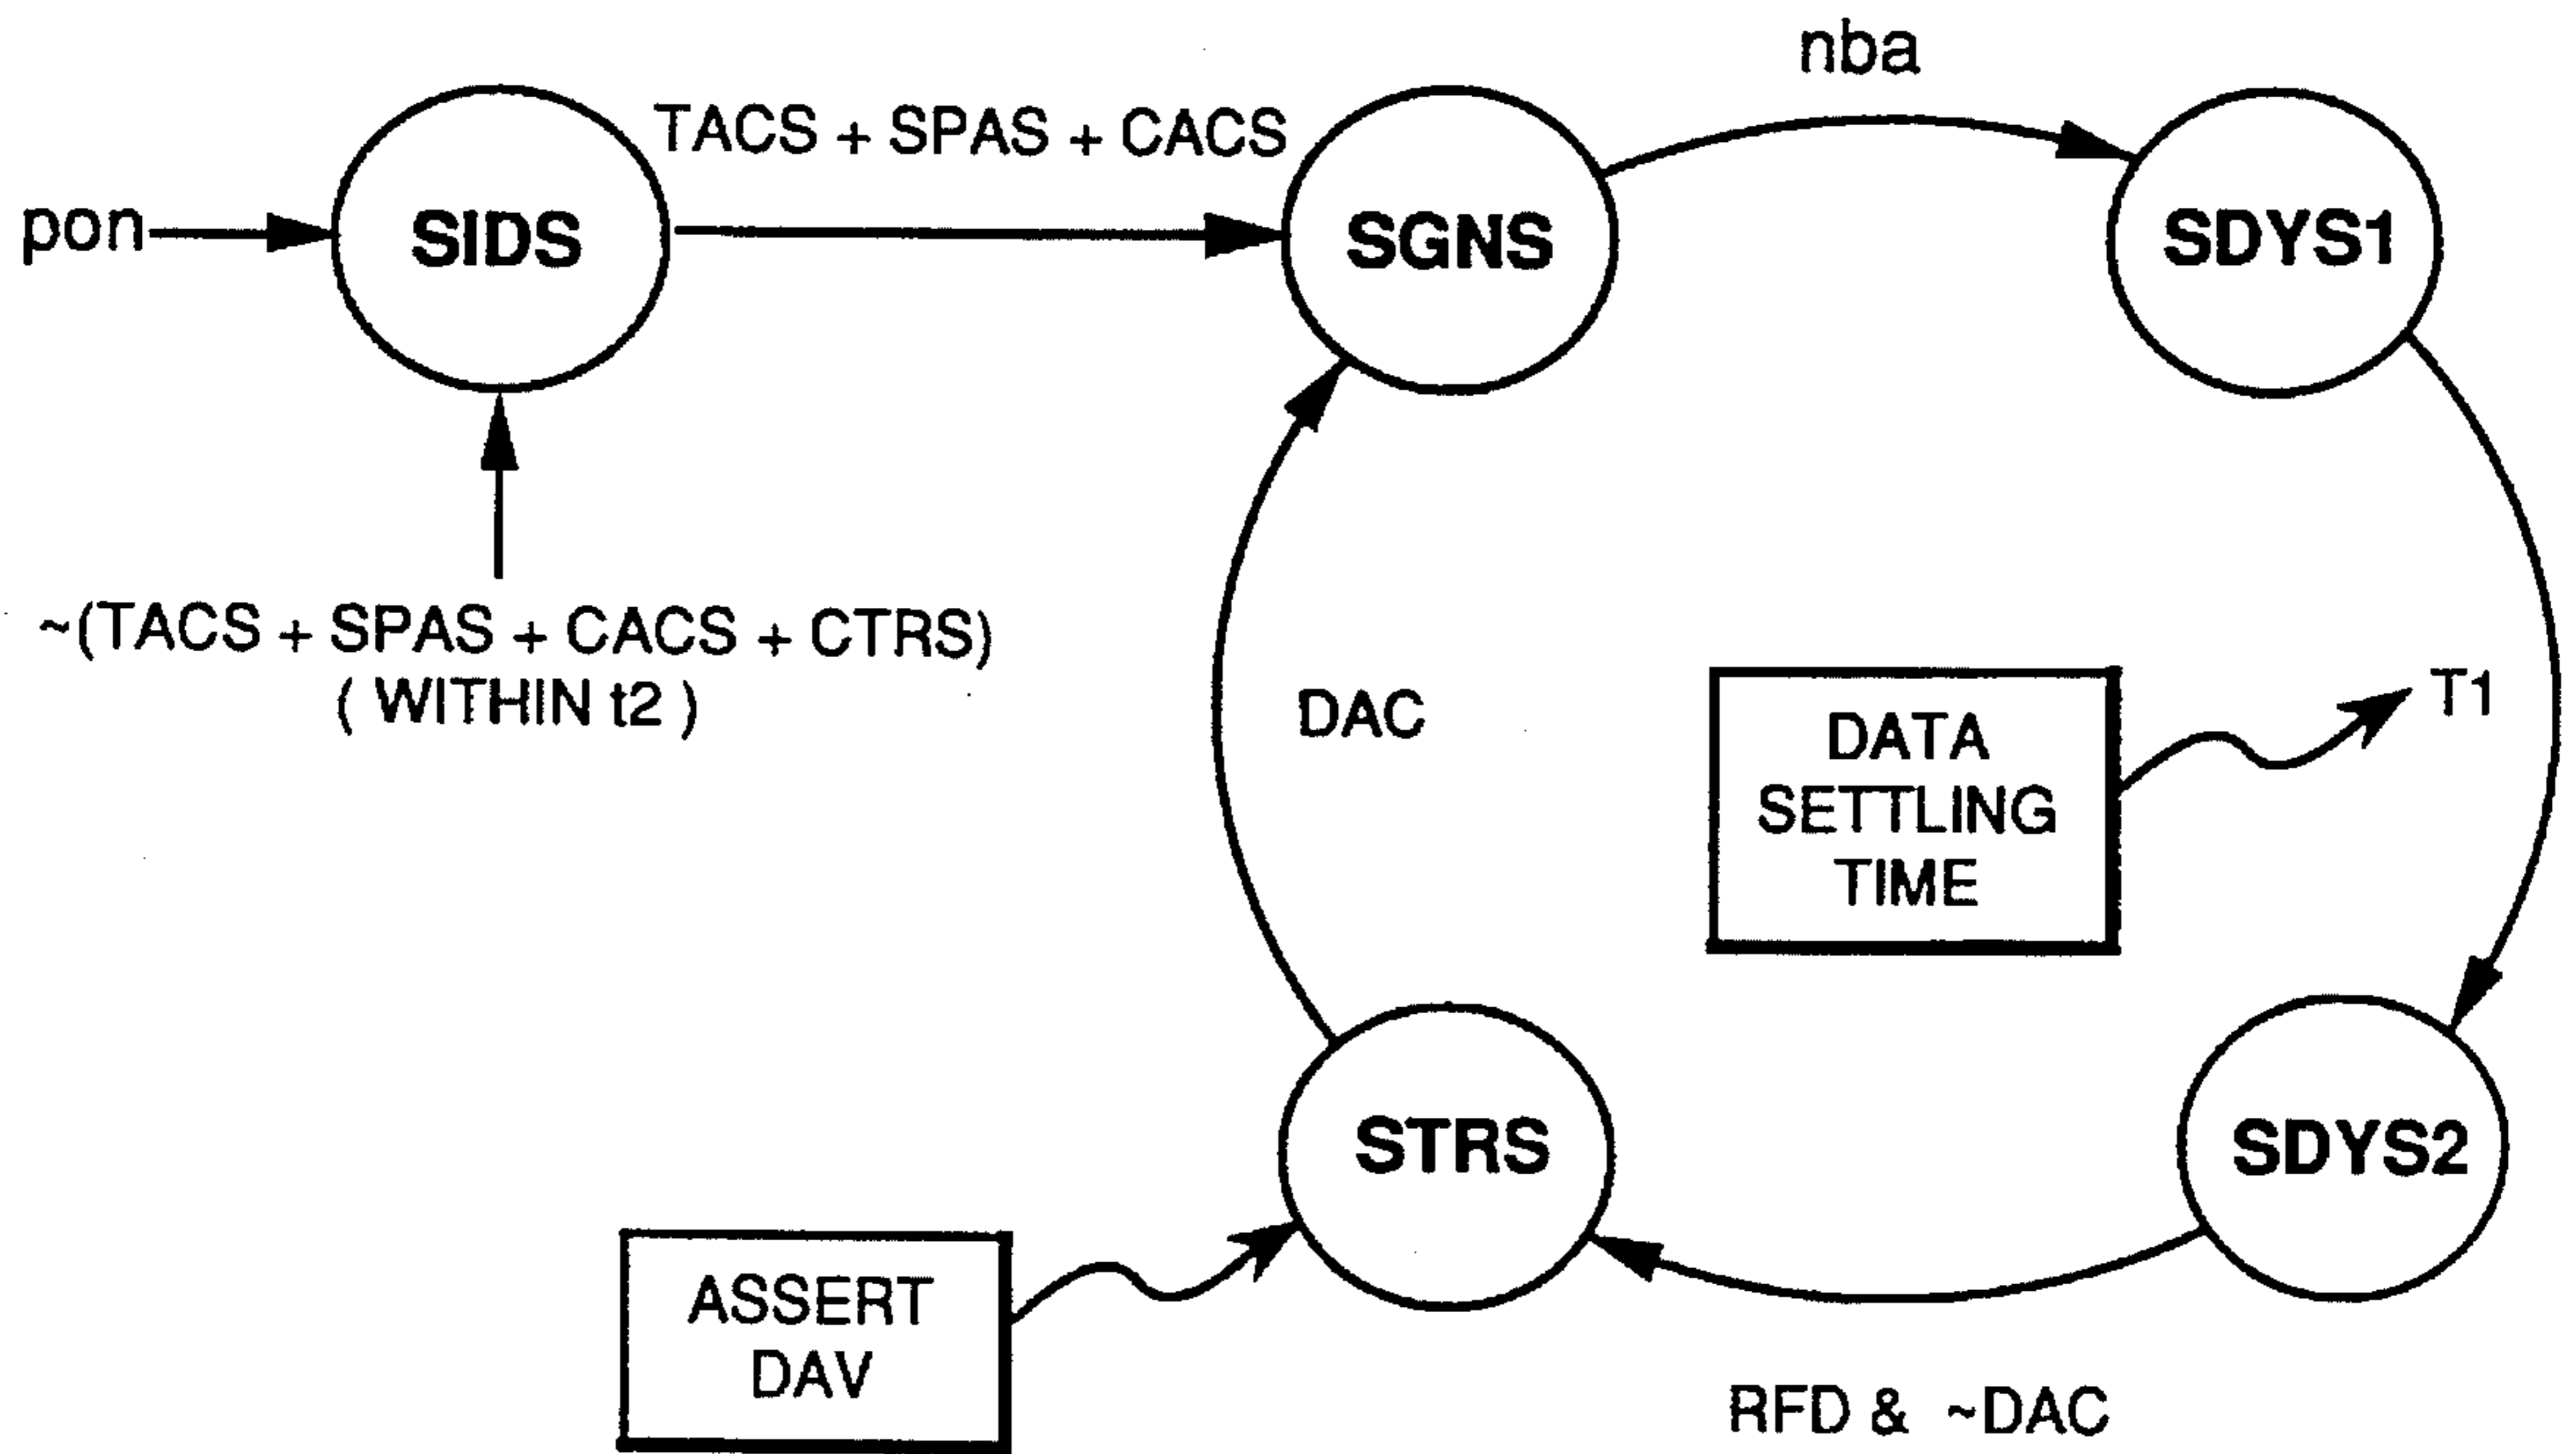 nba
TACS + SPAS + CACS
pon
SIDS
SGNS
SDYS1
~(TACS + SPAS + CACS + CTRS)
( WITHIN t2 )
DAC
DATA
SETTLING
TIME
T1
STRS
SDYS2
ASSERT
DAV
RFD & ~DAC